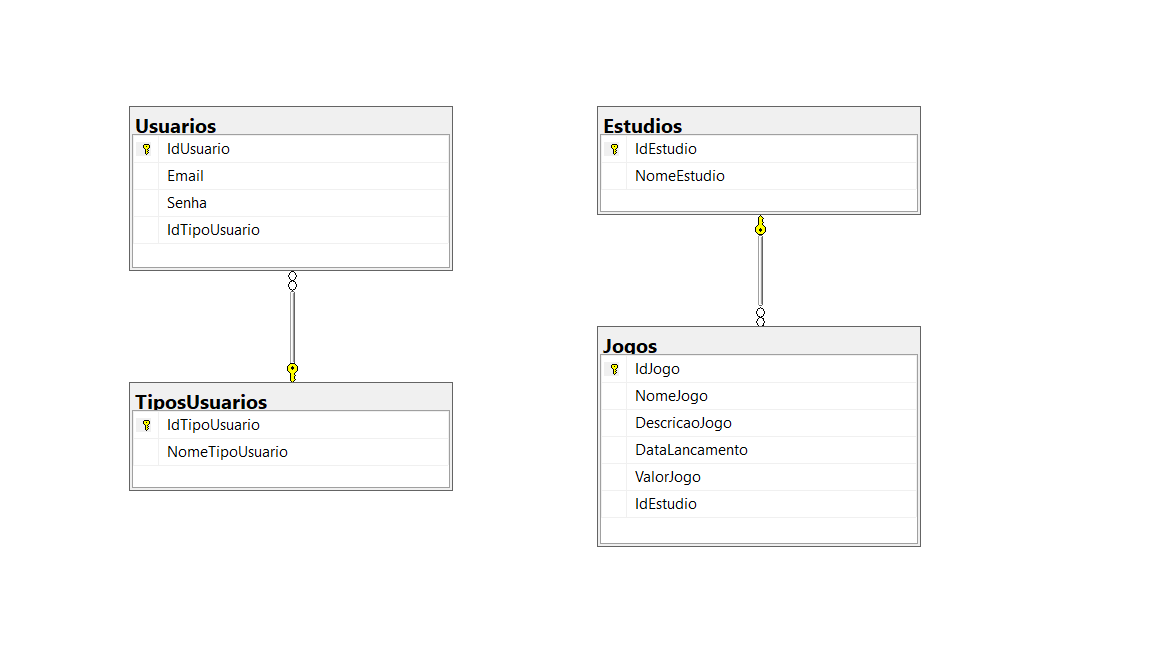 Usuarios
IdUsuario
Email
Senha
IdTipoUsuario
TiposUsuarios
IdTipoUsuario
NomeTipoUsuario
Estudios
IdEstudio
NomeEstudio
Jogos
IdJogo
NomeJogo
DescricaoJogo
DataLancamento
ValorJogo
IdEstudio